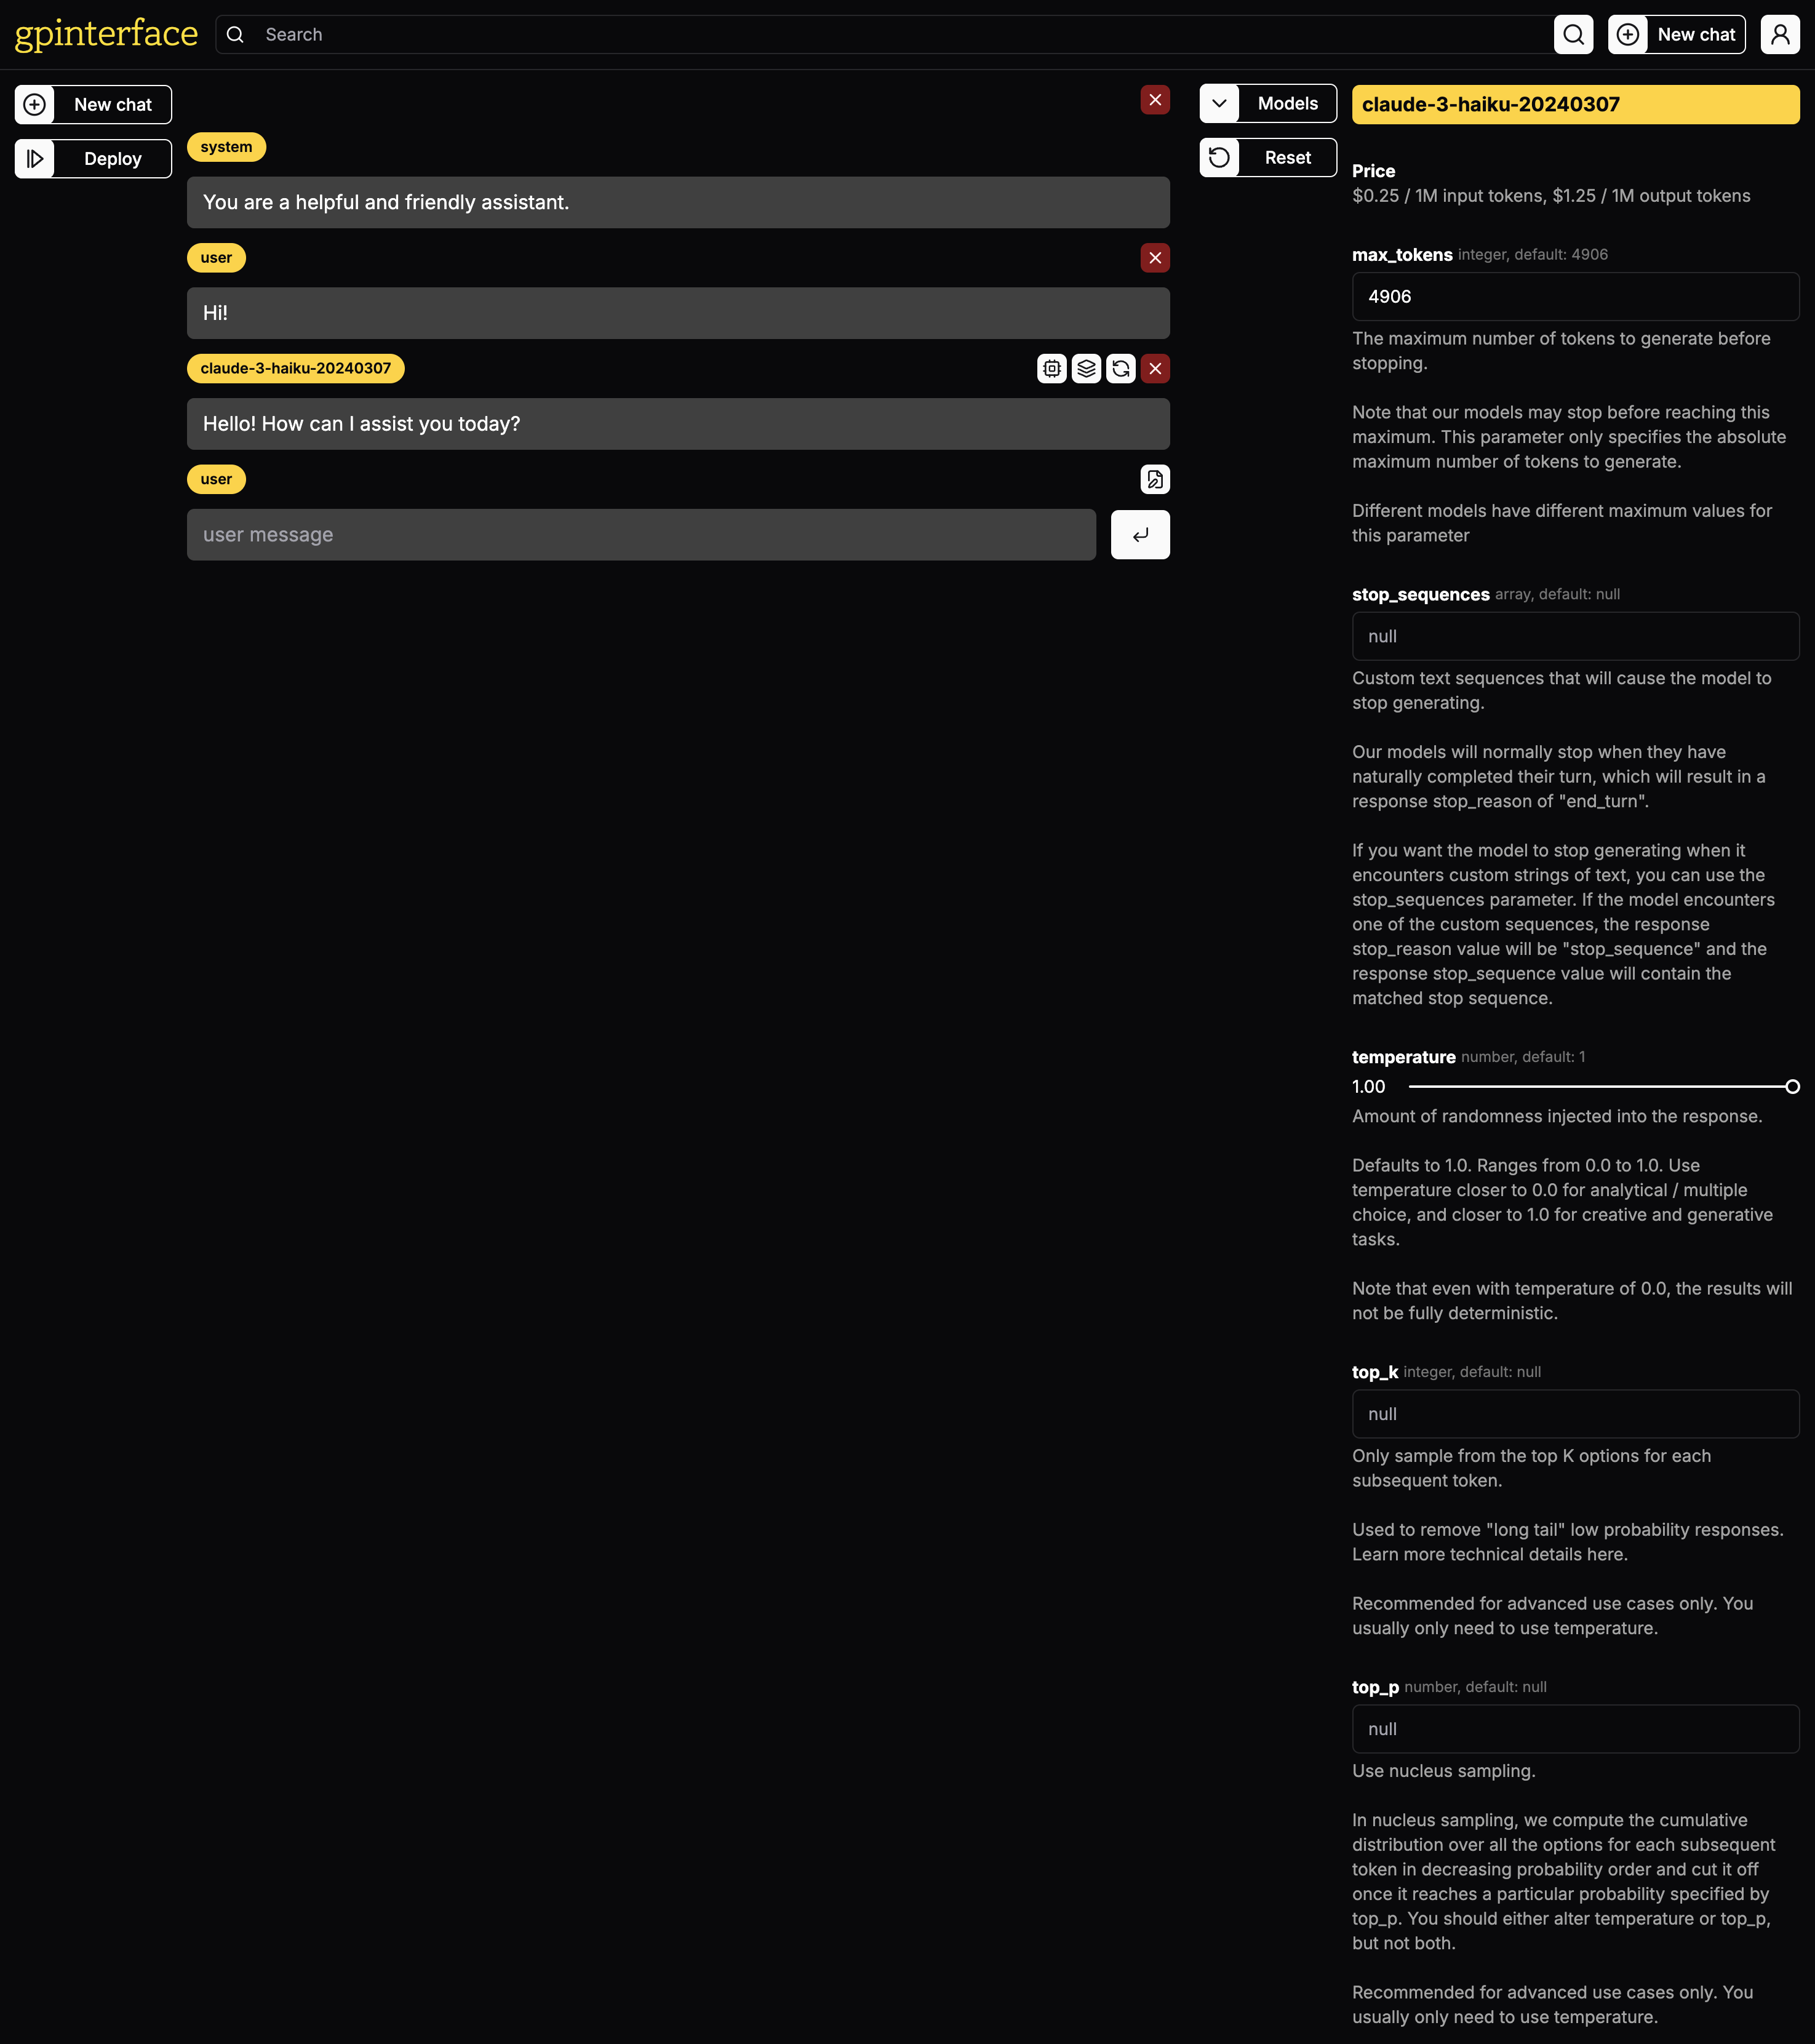 gpinterface
Search
New chat
New chat
Deploy
system
You are a helpful and friendly assistant.
user
Hi!
claude-3-haiku-20240307
Hello! How can I assist you today?
user
user message
Models
Reset
claude-3-haiku-20240307
Price
$0.25 / 1M input tokens, $1.25 / 1M output tokens
max_tokens integer, default: 4906
4906
The maximum number of tokens to generate before
stopping.
Note that our models may stop before reaching this
maximum. This parameter only specifies the absolute
maximum number of tokens to generate.
Different models have different maximum values for
this parameter
stop_sequences array, default: null
null
Custom text sequences that will cause the model to
stop generating.
Our models will normally stop when they have
naturally completed their turn, which will result in a
response stop_reason of "end_turn".
If you want the model to stop generating when it
encounters custom strings of text, you can use the
stop_sequences parameter. If the model encounters
one of the custom sequences, the response
stop_reason value will be "stop_sequence" and the
response stop_sequence value will contain the
matched stop sequence.
temperature number, default: 1
1.00
Amount of randomness injected into the response.
Defaults to 1.0. Ranges from 0.0 to 1.0. Use
temperature closer to 0.0 for analytical / multiple
choice, and closer to 1.0 for creative and generative
tasks.
Note that even with temperature of 0.0, the results will
not be fully deterministic.
top_k integer, default: null
null
Only sample from the top K options for each
subsequent token.
Used to remove "long tail" low probability responses.
Learn more technical details here.
Recommended for advanced use cases only. You
usually only need to use temperature.
top_p number, default: null
null
Use nucleus sampling.
In nucleus sampling, we compute the cumulative
distribution over all the options for each subsequent
token in decreasing probability order and cut it off
once it reaches a particular probability specified by
top_p. You should either alter temperature or top_p,
but not both.
Recommended for advanced use cases only. You
usually only need to use temperature.